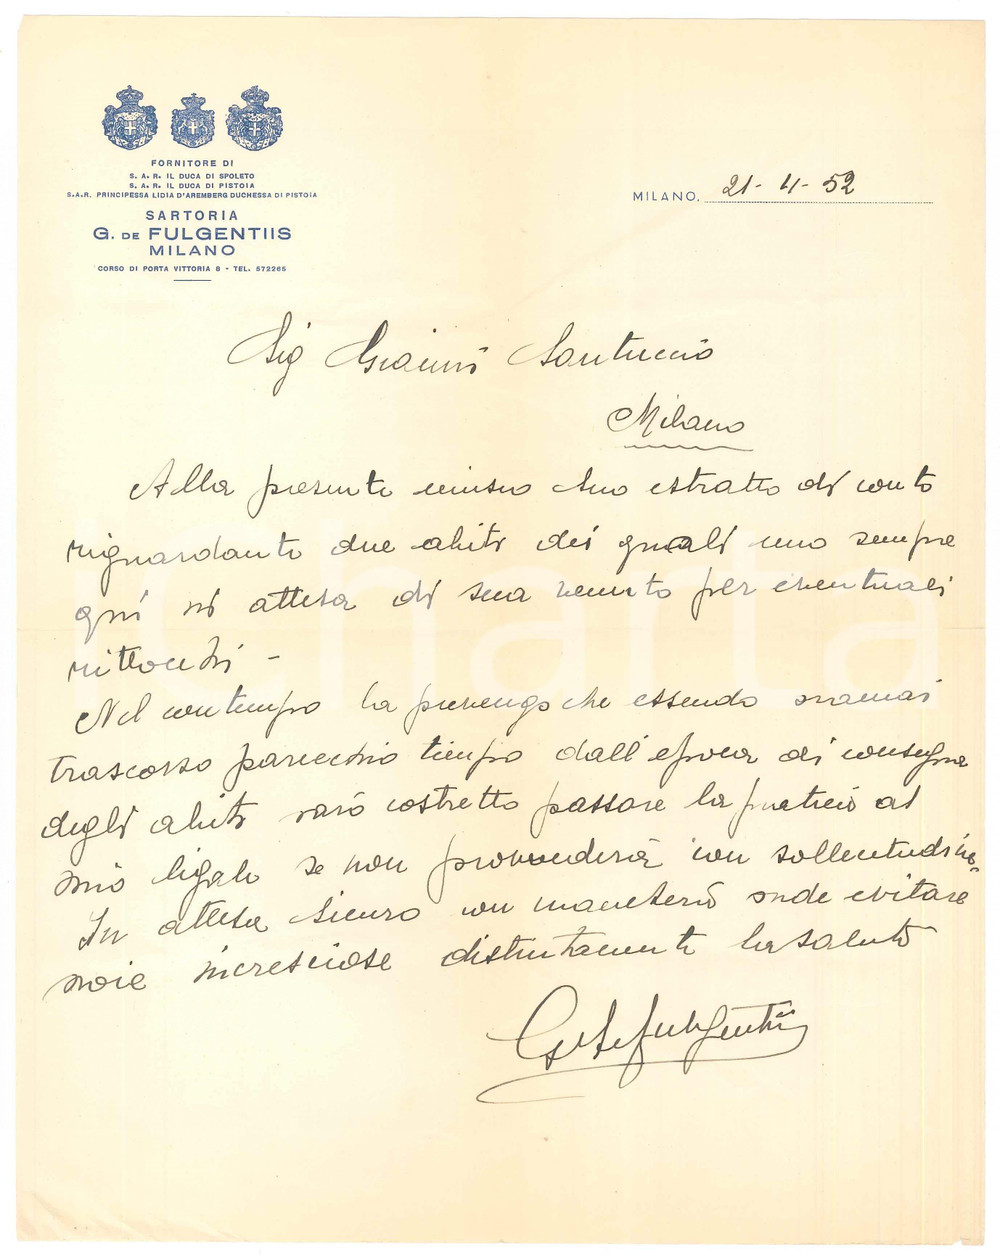 FORNITORE DI
S. A. R. IL DUCA DI SPOLETO
S. A. R. IL DUCA DI PISTOIA
S.A.R. PRINCIPESSA LIDIA D'AREMBERG DUCHESSA DI PISTOIA
SARTORIA
G. DE FULGENTIIS
MILANO
CORSO DI PORTA VITTORIA 8 - TEL. 572265
MILANO, 21-4-52
Sig Gianni Santuccio
Milano
Alla presente unisco suo estratto di conto
riguardante due abiti dei quali uno sempre
qui in attesa di sua venuta per eventuali
ritocchi -
Nel contempo la prevengo che essendo oramai
trascorso parecchio tempo dall'epoca di consegna
degli abiti sarò costretto passare la pratica al
mio legale se non provvederà con sollecitudine.
In attesa sicuro non mancherà onde evitare
noie incresciose distintamente la saluto
G de Fulgentiis
iCharta